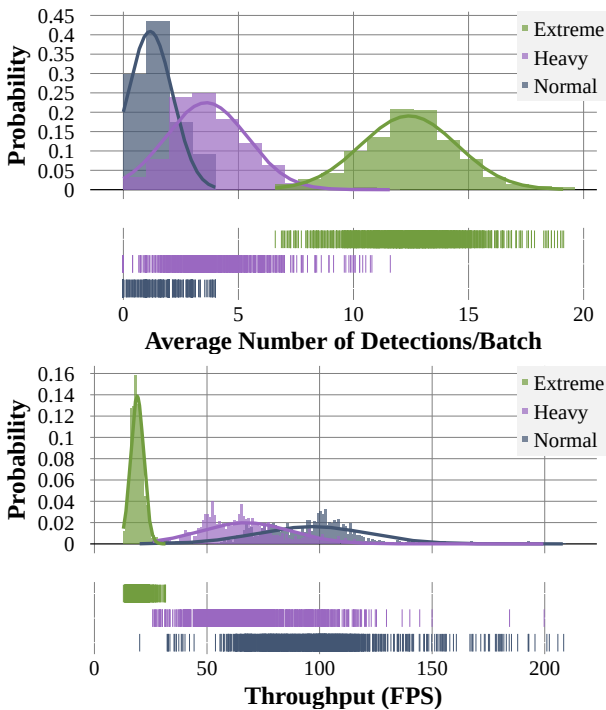 0.45
0.4
0.35
0.3
0.25
0.2
0.15
0.1
0.05
0
Probability
Extreme
Heavy
Normal
0 5 10 15 20
Average Number of Detections/Batch
0.16
0.14
0.12
0.1
0.08
0.06
0.04
0.02
0
Probability
Extreme
Heavy
Normal
0 50 100 150 200
Throughput (FPS)